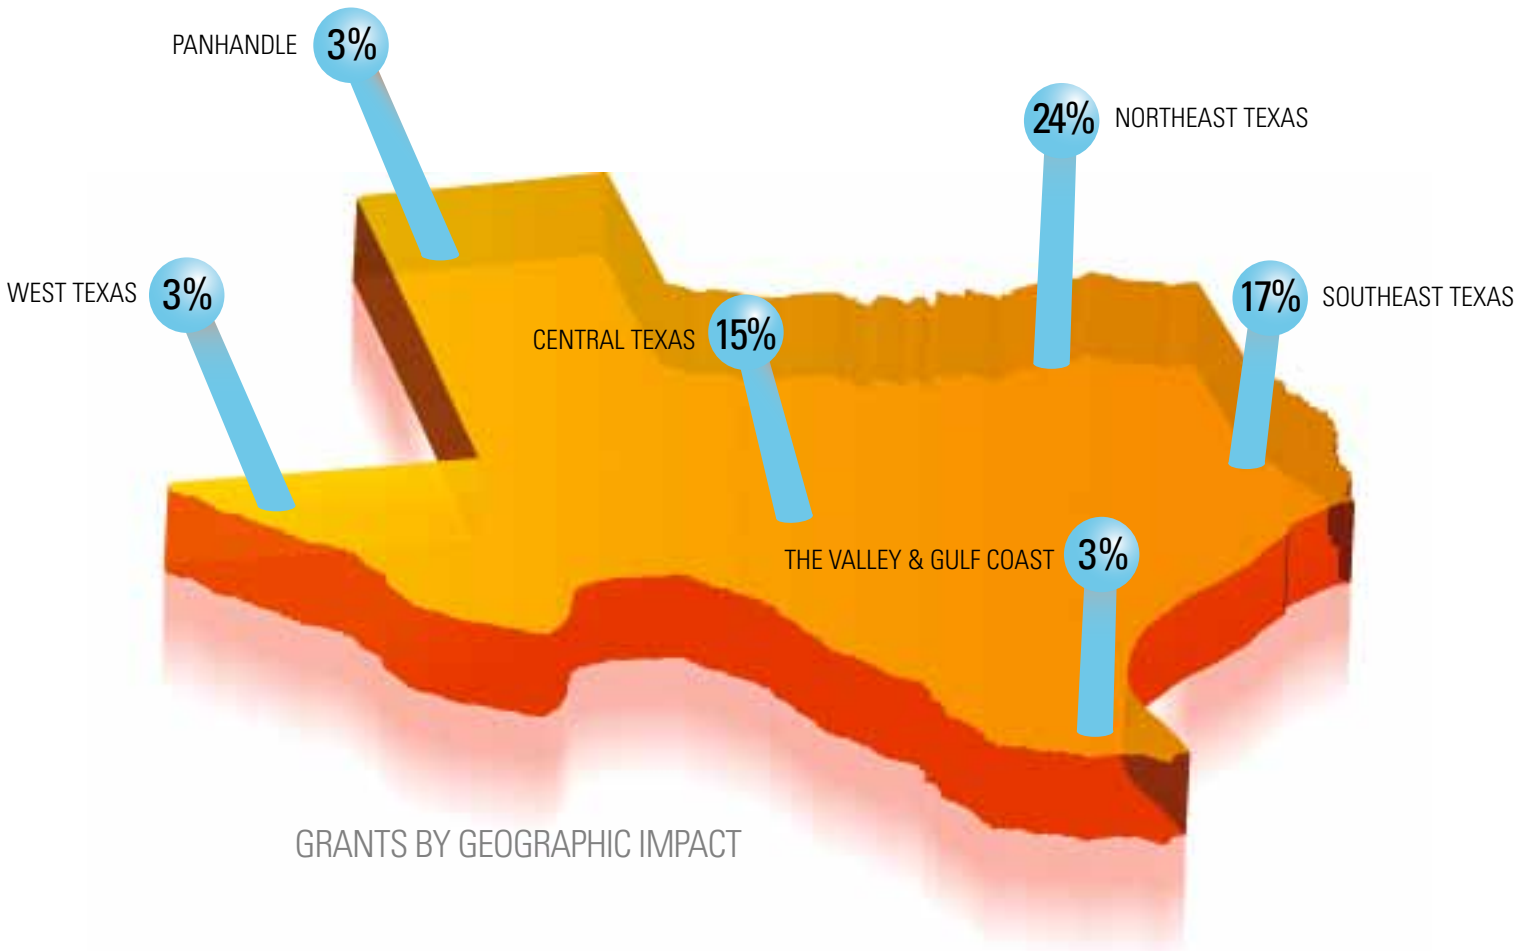 PANHANDLE 3%
24% NORTHEAST TEXAS
WEST TEXAS 3%
17% SOUTHEAST TEXAS
CENTRAL TEXAS 15%
THE VALLEY & GULF COAST 3%
GRANTS BY GEOGRAPHIC IMPACT